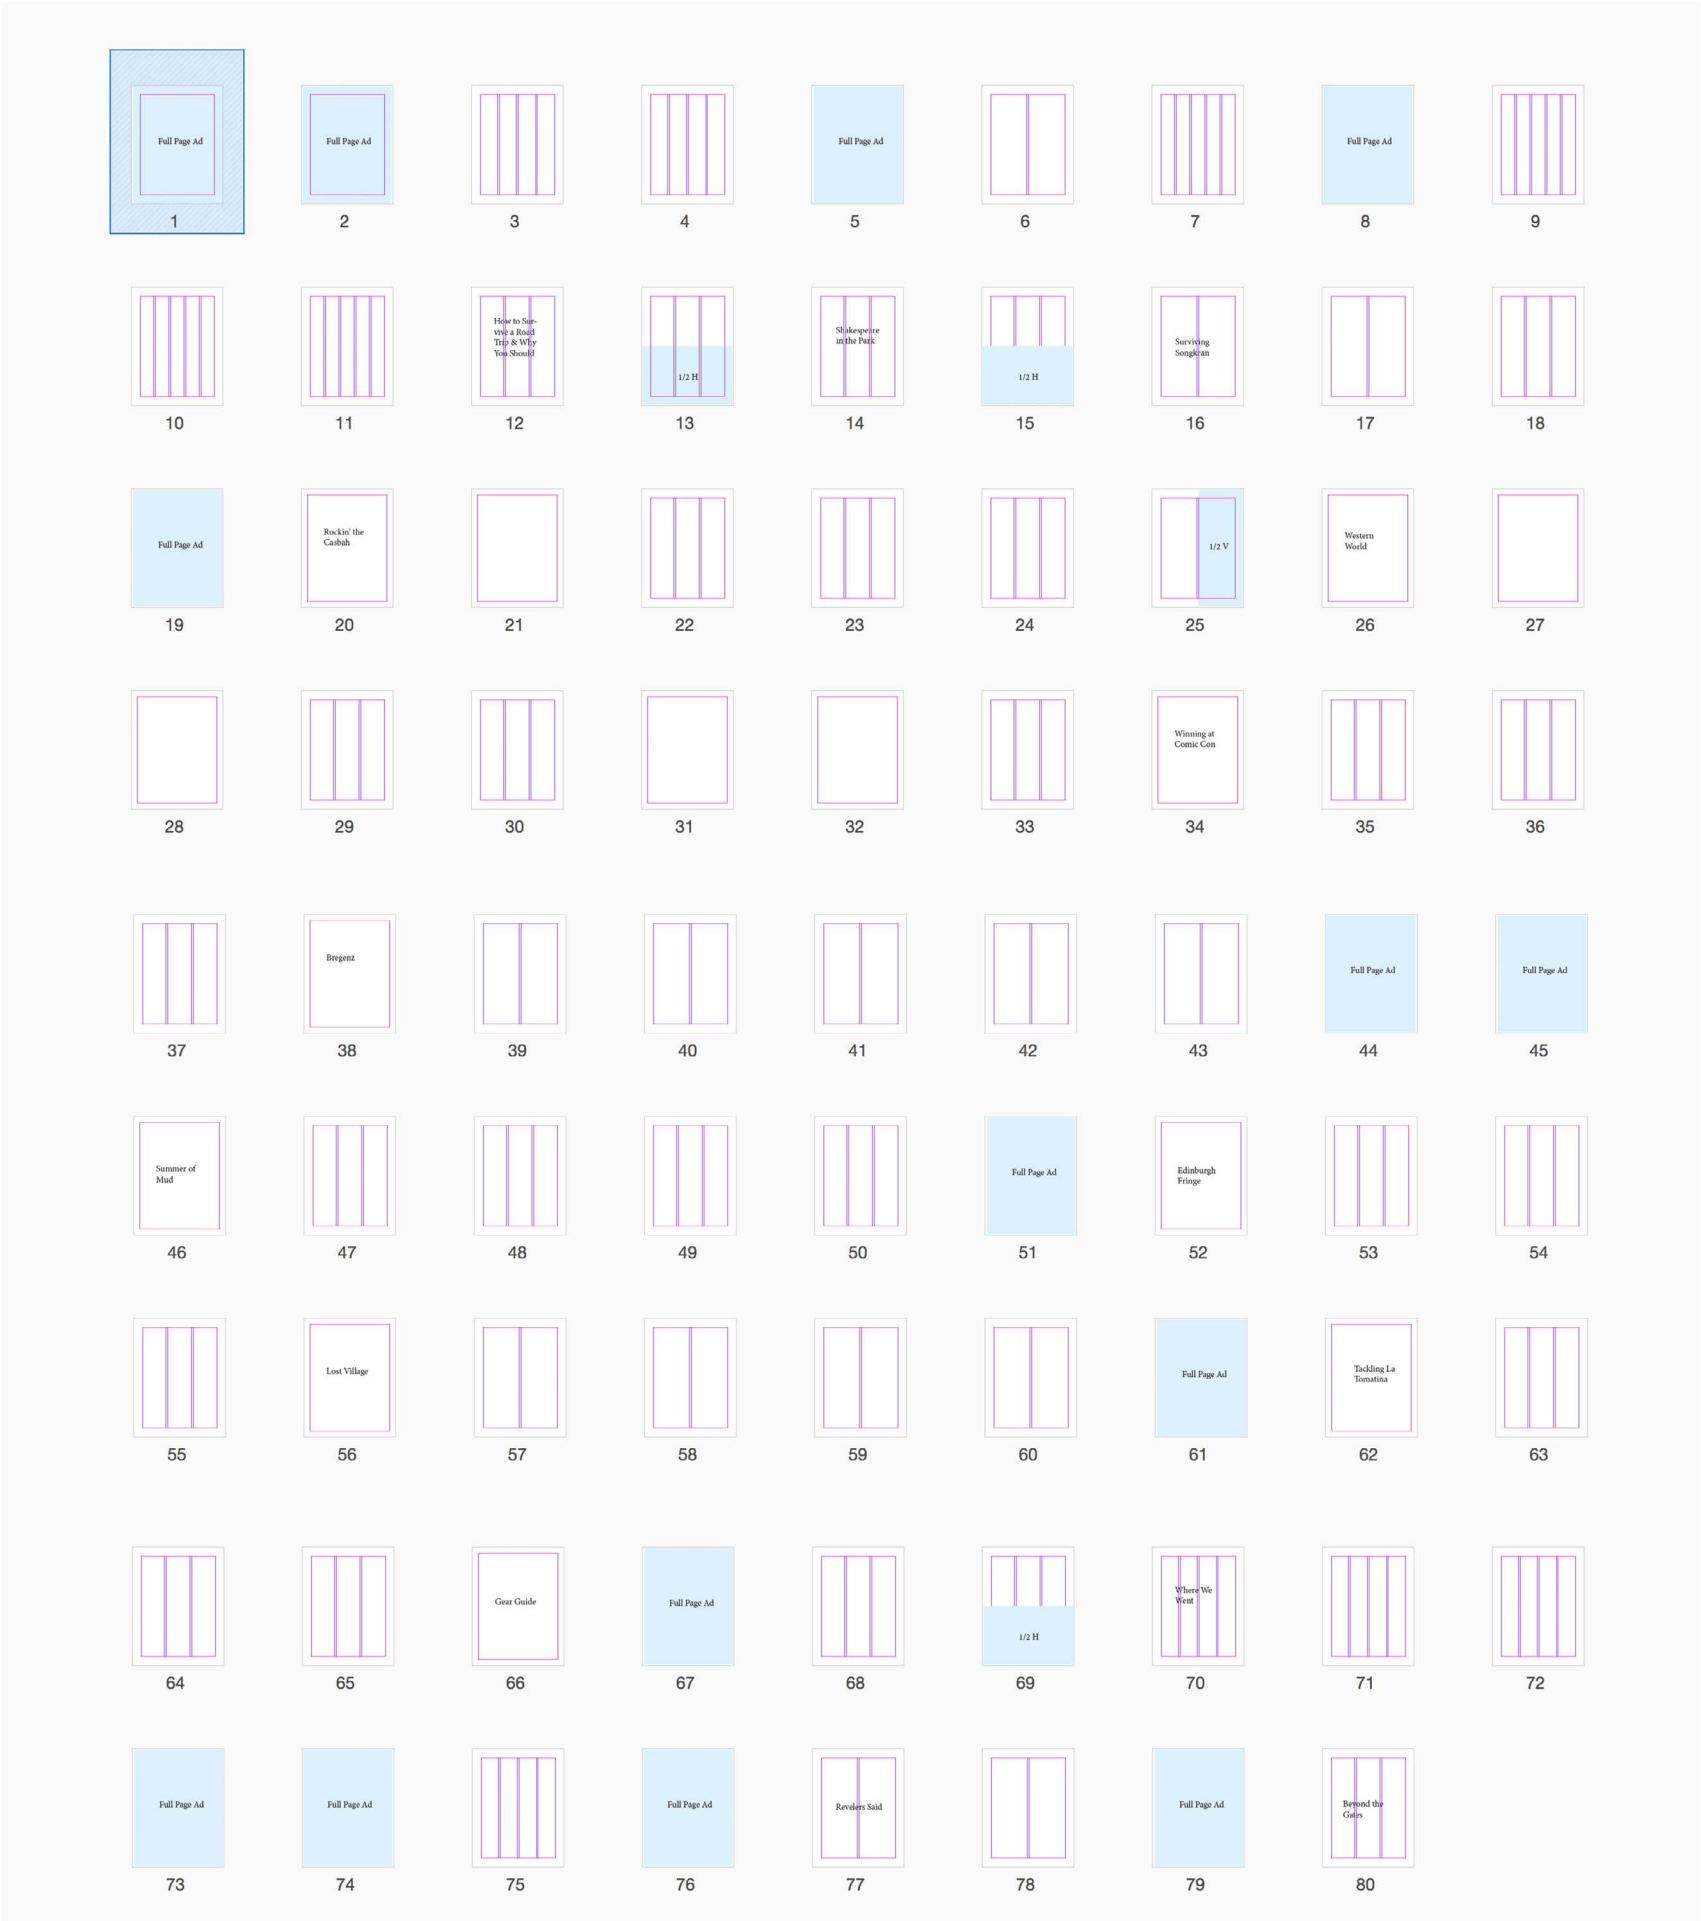 Full Page Ad
Full Page Ad
Full Page Ad
Full Page Ad
1 2 3 4 5 6 7 8 9
How to Sur-
vive a Road
Trip & Why
You Should
1/2 H
Shakespeare
in the Park
1/2 H
Surviving
Songkran
10 11 12 13 14 15 16 17 18
Full Page Ad
Rockin' the
Casbah
1/2 V
Western
World
19 20 21 22 23 24 25 26 27
Winning at
Comic Con
28 29 30 31 32 33 34 35 36
Bregenz
Full Page Ad
Full Page Ad
37 38 39 40 41 42 43 44 45
Summer of
Mud
Full Page Ad
Edinburgh
Fringe
46 47 48 49 50 51 52 53 54
Lost Village
Full Page Ad
Tackling La
Tomatina
55 56 57 58 59 60 61 62 63
Gear Guide
Full Page Ad
1/2 H
Where We
Went
64 65 66 67 68 69 70 71 72
Full Page Ad
Full Page Ad
Full Page Ad
Revelers Said
Full Page Ad
Beyond the
Gates
73 74 75 76 77 78 79 80